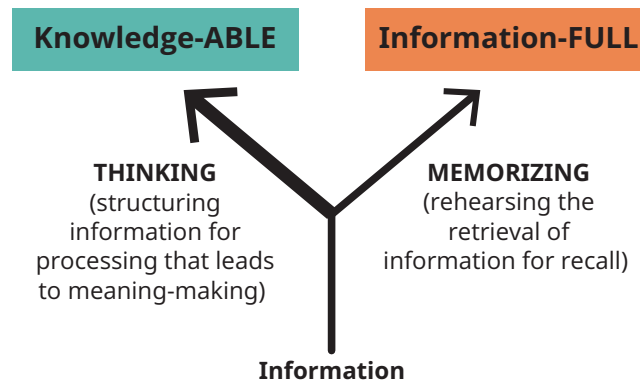 Knowledge-ABLE
Information-FULL
THINKING
(structuring
information for
processing that leads
to meaning-making)
MEMORIZING
(rehearsing the
retrieval of
information for recall)
Information